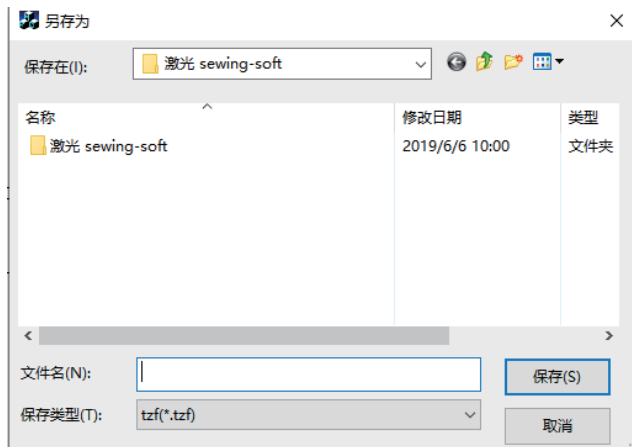 另存为
保存在(I): 激光 sewing-soft
名称 修改日期 类型
激光 sewing-soft 2019/6/6 10:00 文件夹
文件名(N): 保存(S)
保存类型(T): tzf(*.tzf) 取消